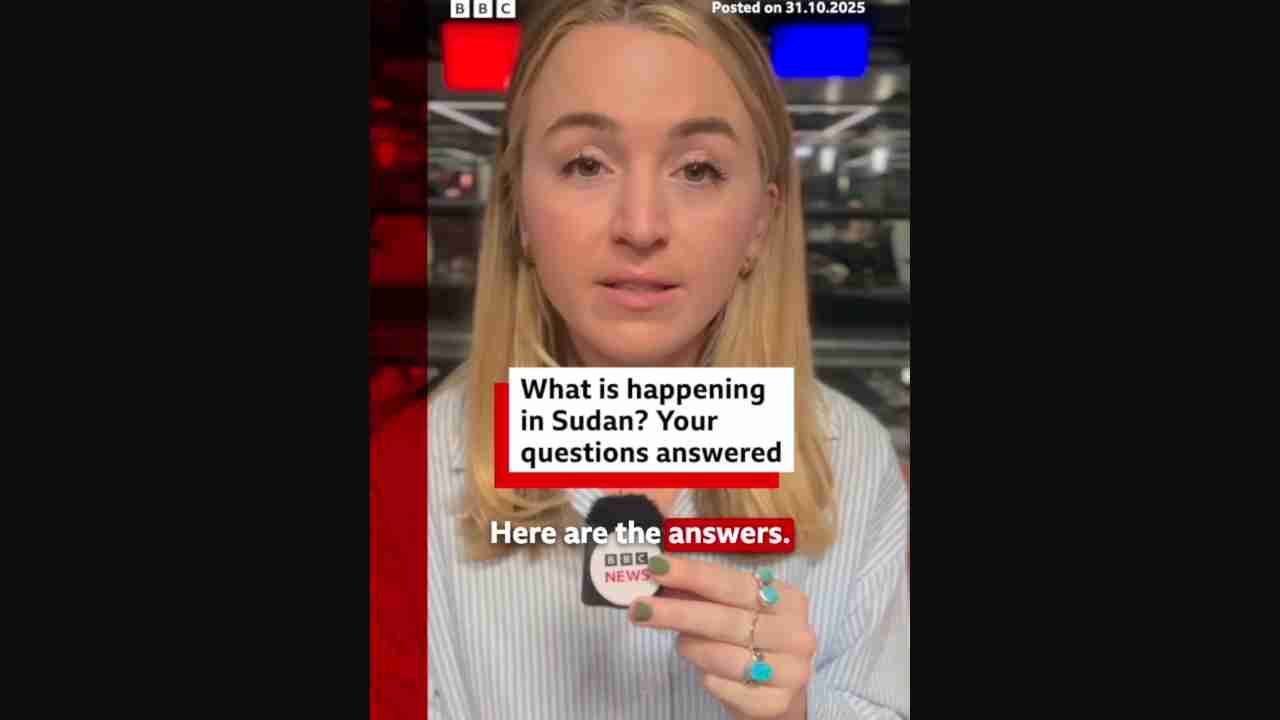 BBC
Posted on 31.10.2025
What is happening
in Sudan? Your
questions answered
Here are the answers.
BBC
NEWS